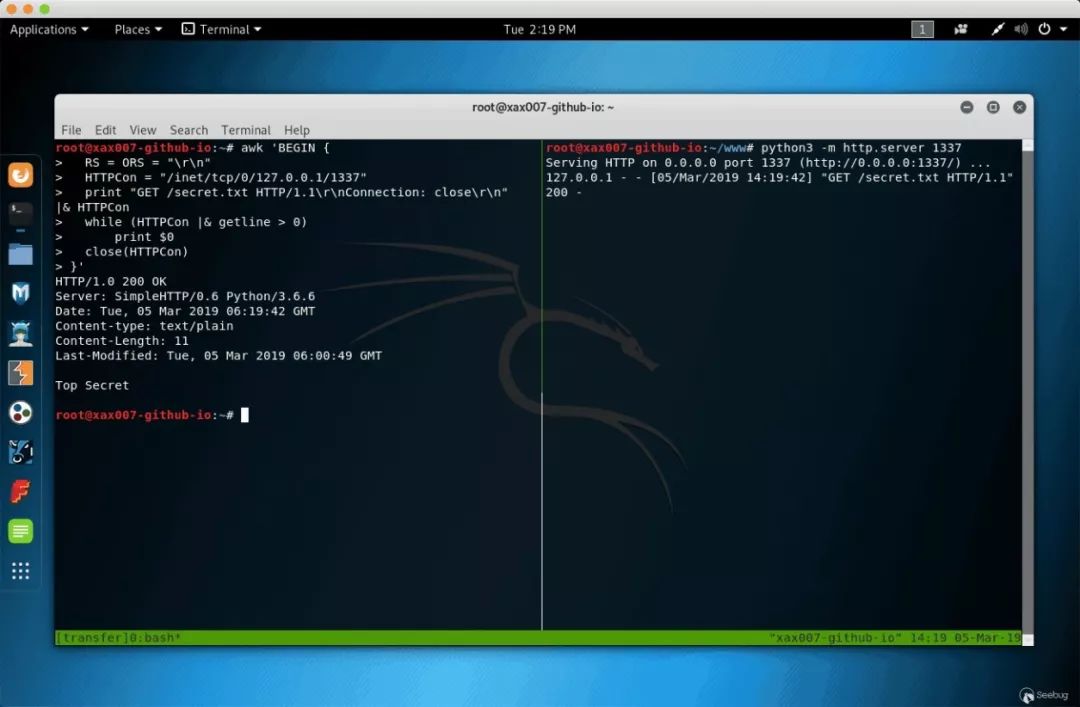 Applications Places Terminal Tue 2:19 PM 1
root@xax007-github-io: ~
File Edit View Search Terminal Help
root@xax007-github-io:~# awk 'BEGIN {
>   RS = ORS = "\r\n"
>   HTTPCon = "/inet/tcp/0/127.0.0.1/1337"
>   print "GET /secret.txt HTTP/1.1\r\nConnection: close\r\n"
|& HTTPCon
>   while (HTTPCon |& getline > 0)
>       print $0
>   close(HTTPCon)
> }'
HTTP/1.0 200 OK
Server: SimpleHTTP/0.6 Python/3.6.6
Date: Tue, 05 Mar 2019 06:19:42 GMT
Content-type: text/plain
Content-Length: 11
Last-Modified: Tue, 05 Mar 2019 06:00:49 GMT
Top Secret
root@xax007-github-io:~#
root@xax007-github-io:~/www# python3 -m http.server 1337
Serving HTTP on 0.0.0.0 port 1337 (http://0.0.0.0:1337/) ...
127.0.0.1 - - [05/Mar/2019 14:19:42] "GET /secret.txt HTTP/1.1"
200 -
[transfer]0:bash* "xax007-github-io" 14:19 05-Mar-19
Seebug